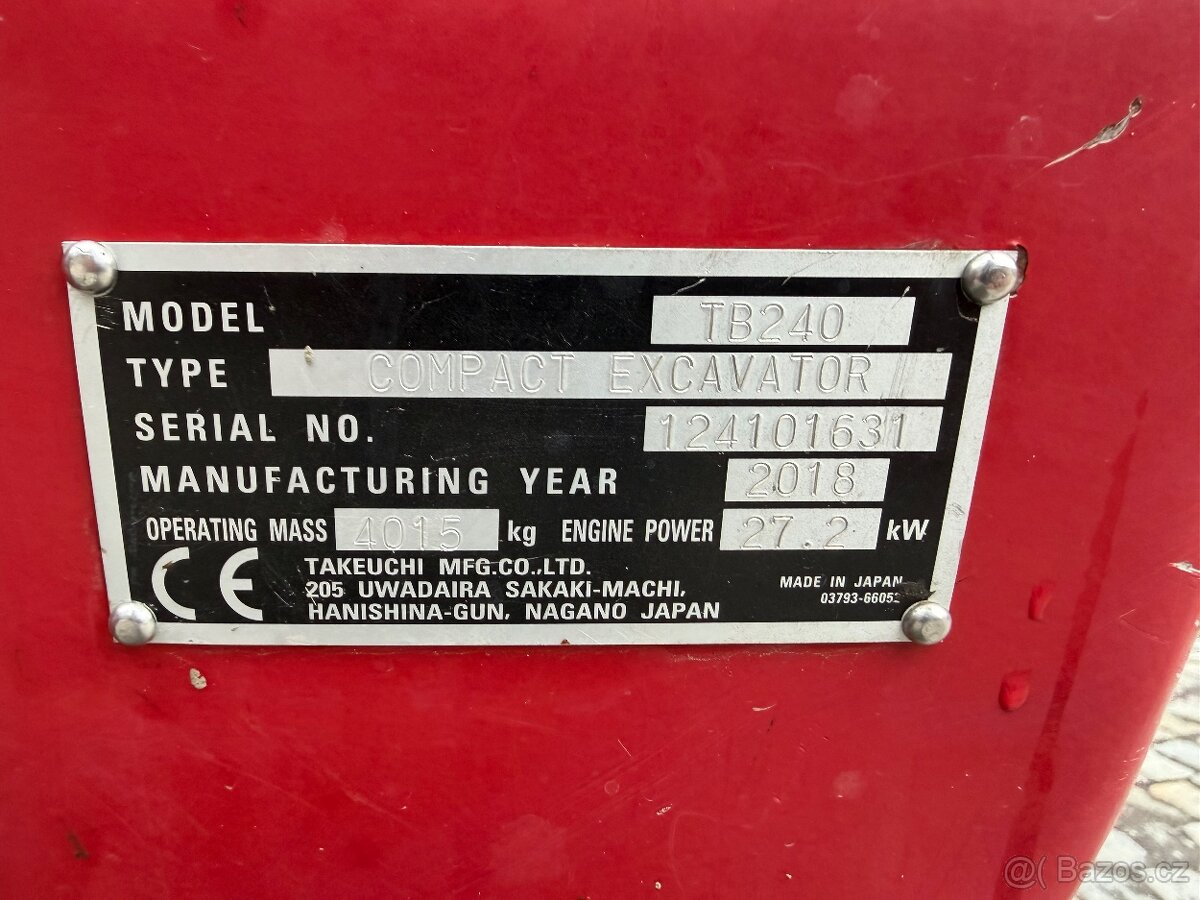 MODEL TB240
TYPE COMPACT EXCAVATOR
SERIAL NO. 124101631
MANUFACTURING YEAR 2018
OPERATING MASS 4015 kg ENGINE POWER 27.2 kW
CE
TAKEUCHI MFG.CO.,LTD.
205 UWADAIRA SAKAKI-MACHI,
HANISHINA-GUN, NAGANO JAPAN
MADE IN JAPAN
Bazos.cz